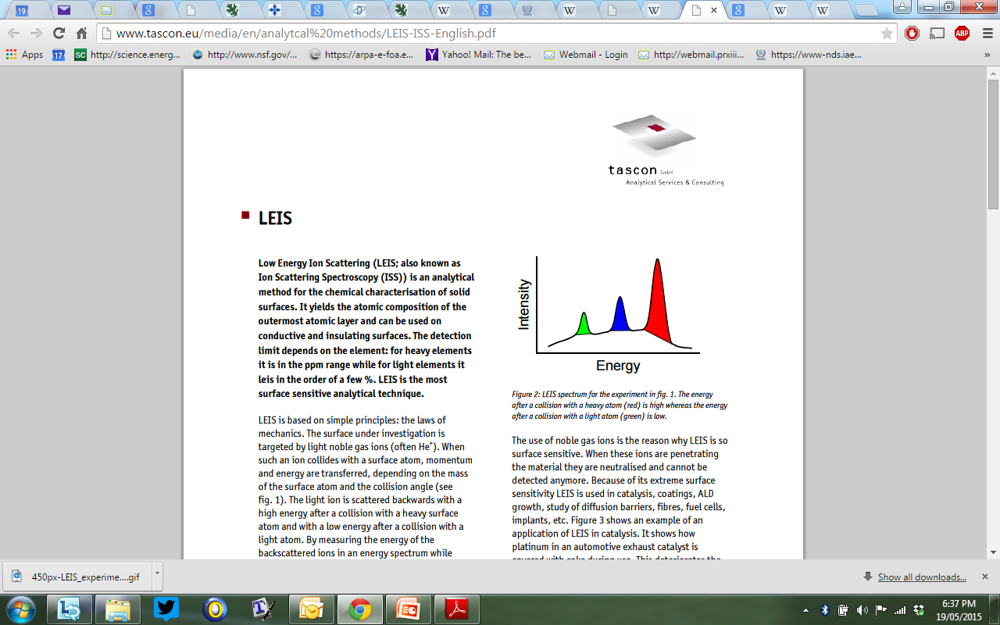 19
www.tascon.eu/media/en/analytcal%20methods/LEIS-ISS-English.pdf
ABP
Apps
17
SC http://science.energ...
http://www.nsf.gov/...
https://arpa-e-foa.e...
Yahoo! Mail: The be...
Webmail - Login
http://webmail.prxiii...
https://www-nds.iae...
»
tascon GmbH
Analytical Services & Consulting
LEIS
Low Energy Ion Scattering (LEIS; also known as
Ion Scattering Spectroscopy (ISS)) is an analytical
method for the chemical characterisation of solid
surfaces. It yields the atomic composition of the
outermost atomic layer and can be used on
conductive and insulating surfaces. The detection
limit depends on the element: for heavy elements
it is in the ppm range while for light elements it
leis in the order of a few %. LEIS is the most
surface sensitive analytical technique.
LEIS is based on simple principles: the laws of
mechanics. The surface under investigation is
targeted by light noble gas ions (often He+). When
such an ion collides with a surface atom, momentum
and energy are transferred, depending on the mass
of the surface atom and the collision angle (see
fig. 1). The light ion is scattered backwards with a
high energy after a collision with a heavy surface
atom and with a low energy after a collision with a
light atom. By measuring the energy of the
backscattered ions in an energy spectrum while
Intensity
Energy
Figure 2: LEIS spectrum for the experiment in fig. 1. The energy
after a collision with a heavy atom (red) is high whereas the energy
after a collision with a light atom (green) is low.
The use of noble gas ions is the reason why LEIS is so
surface sensitive. When these ions are penetrating
the material they are neutralised and cannot be
detected anymore. Because of its extreme surface
sensitivity LEIS is used in catalysis, coatings, ALD
growth, study of diffusion barriers, fibres, fuel cells,
implants, etc. Figure 3 shows an example of an
application of LEIS in catalysis. It shows how
platinum in an automotive exhaust catalyst is
covered with coke during use. This deteriorates the
450px-LEIS_experime....gif
Show all downloads...
6:37 PM
19/05/2015